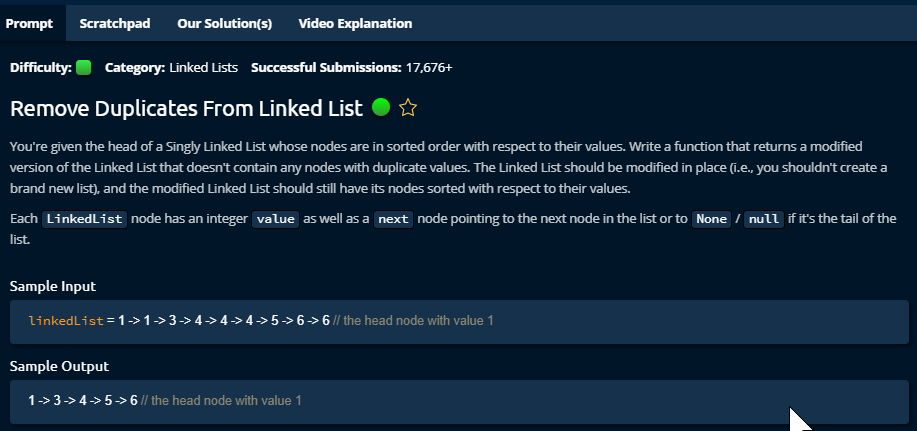 Prompt Scratchpad Our Solution(s) Video Explanation
Difficulty: Category: Linked Lists Successful Submissions: 17,676+
Remove Duplicates From Linked List
You're given the head of a Singly Linked List whose nodes are in sorted order with respect to their values. Write a function that returns a modified
version of the Linked List that doesn't contain any nodes with duplicate values. The Linked List should be modified in place (i.e., you shouldn't create a
brand new list), and the modified Linked List should still have its nodes sorted with respect to their values.
Each LinkedList node has an integer value as well as a next node pointing to the next node in the list or to None / null if it's the tail of the
list.
Sample Input
linkedList = 1 -> 1 -> 3 -> 4 -> 4 -> 4 -> 5 -> 6 -> 6 // the head node with value 1
Sample Output
1 -> 3 -> 4 -> 5 -> 6 // the head node with value 1